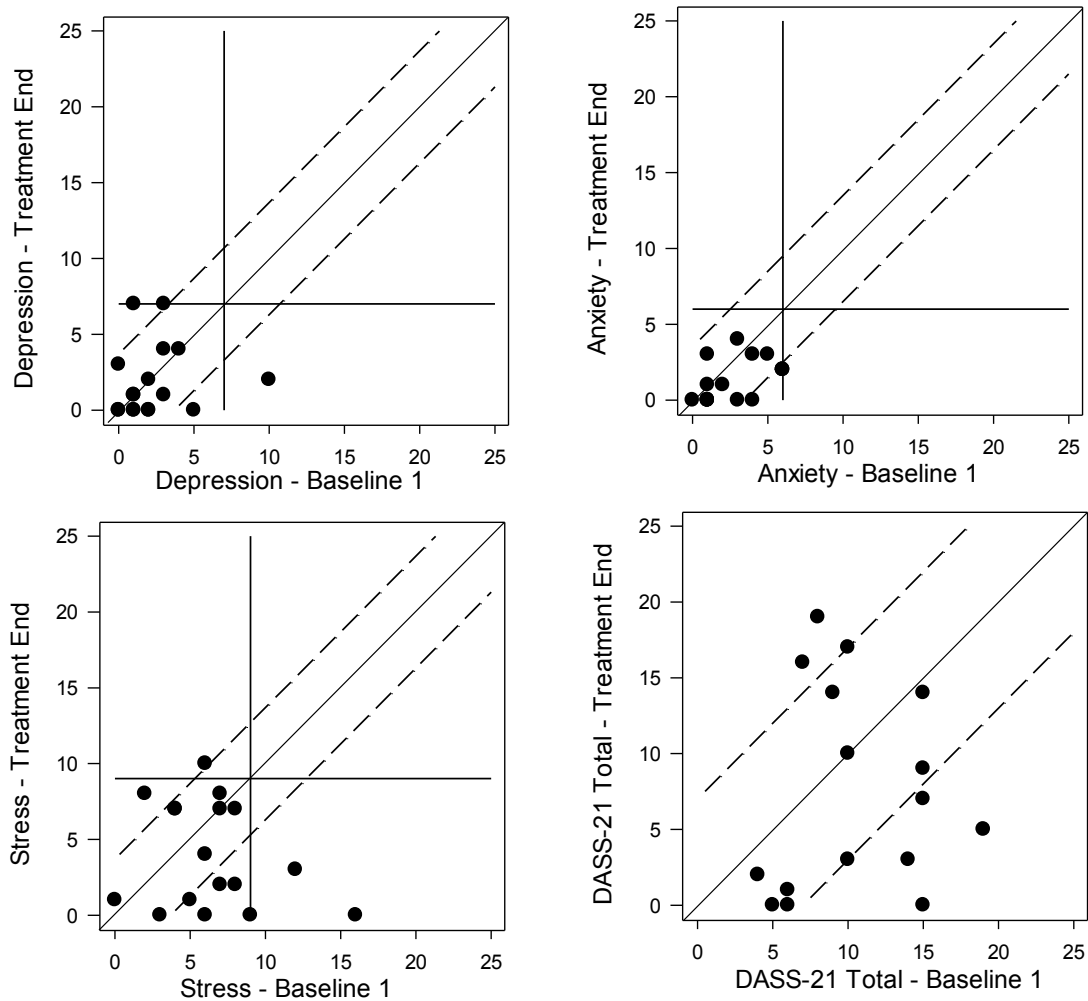 Depression - Treatment End
25
20
15
10
5
0
0 5 10 15 20 25
Depression - Baseline 1
Anxiety - Treatment End
25
20
15
10
5
0
0 5 10 15 20 25
Anxiety - Baseline 1
Stress - Treatment End
25
20
15
10
5
0
0 5 10 15 20 25
Stress - Baseline 1
DASS-21 Total - Treatment End
25
20
15
10
5
0
0 5 10 15 20 25
DASS-21 Total - Baseline 1